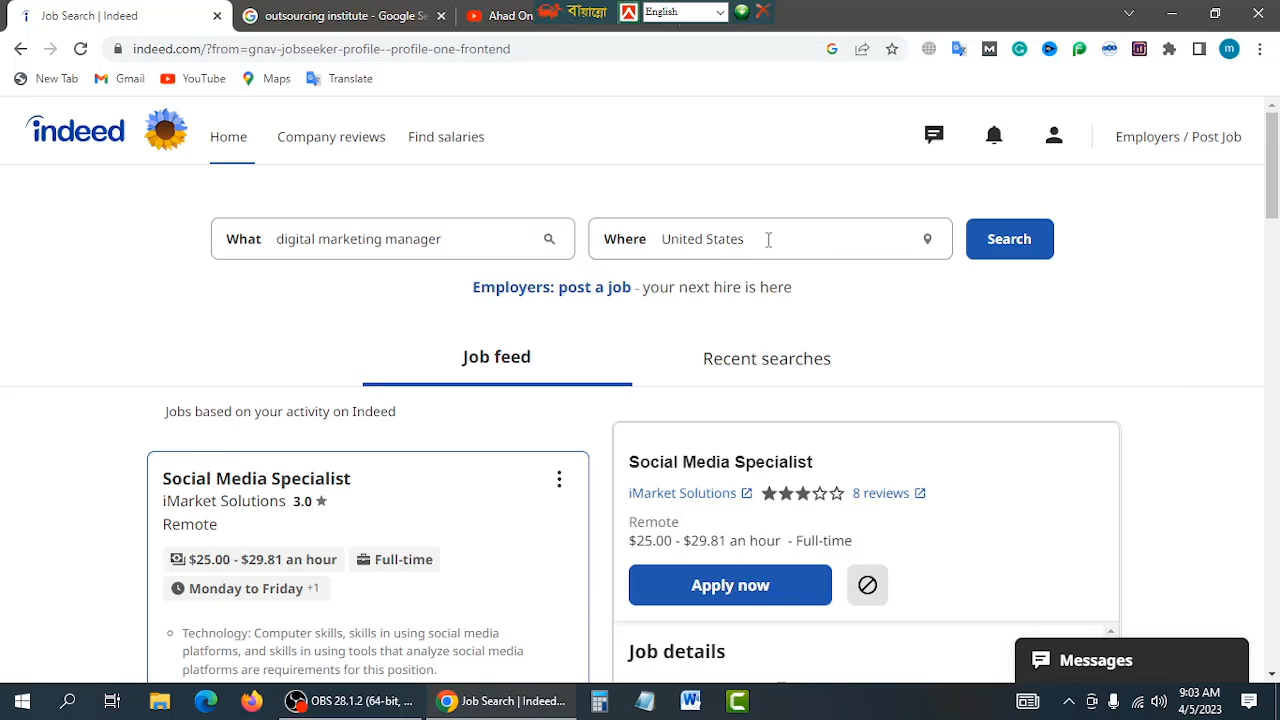 Job Search | Indeed
Ahad On
বায়ান্নো
English
indeed.com/?from=gnav-jobseeker-profile--profile-one-frontend
m
New Tab
Gmail
YouTube
Maps
Translate
indeed
Home
Company reviews
Find salaries
Employers / Post Job
What digital marketing manager
Where United States
Search
Employers: post a job - your next hire is here
Job feed
Recent searches
Jobs based on your activity on Indeed
Social Media Specialist
iMarket Solutions 3.0
Remote
$25.00 - $29.81 an hour
Full-time
Monday to Friday +1
Technology: Computer skills, skills in using social media
platforms, and skills in using tools that analyze social media
platforms are requirement for this position.
Social Media Specialist
iMarket Solutions
8 reviews
Remote
$25.00 - $29.81 an hour - Full-time
Apply now
Job details
Messages
OBS 28.1.2 (64-bit, ...
Job Search | Indeed...
5:03 AM
4/5/2023